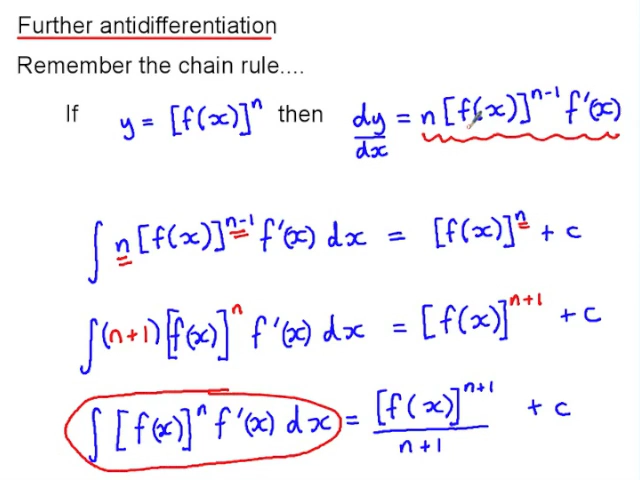 Further antidifferentiation
Remember the chain rule....
If y = [f(x)]^n then dy/dx = n[f(x)]^{n-1} f'(x)
∫ n [f(x)]^{n-1} f'(x) dx = [f(x)]^n + c
∫ (n+1) [f(x)]^n f'(x) dx = [f(x)]^{n+1} + c
∫ [f(x)]^n f'(x) dx = [f(x)]^{n+1}/n+1 + c